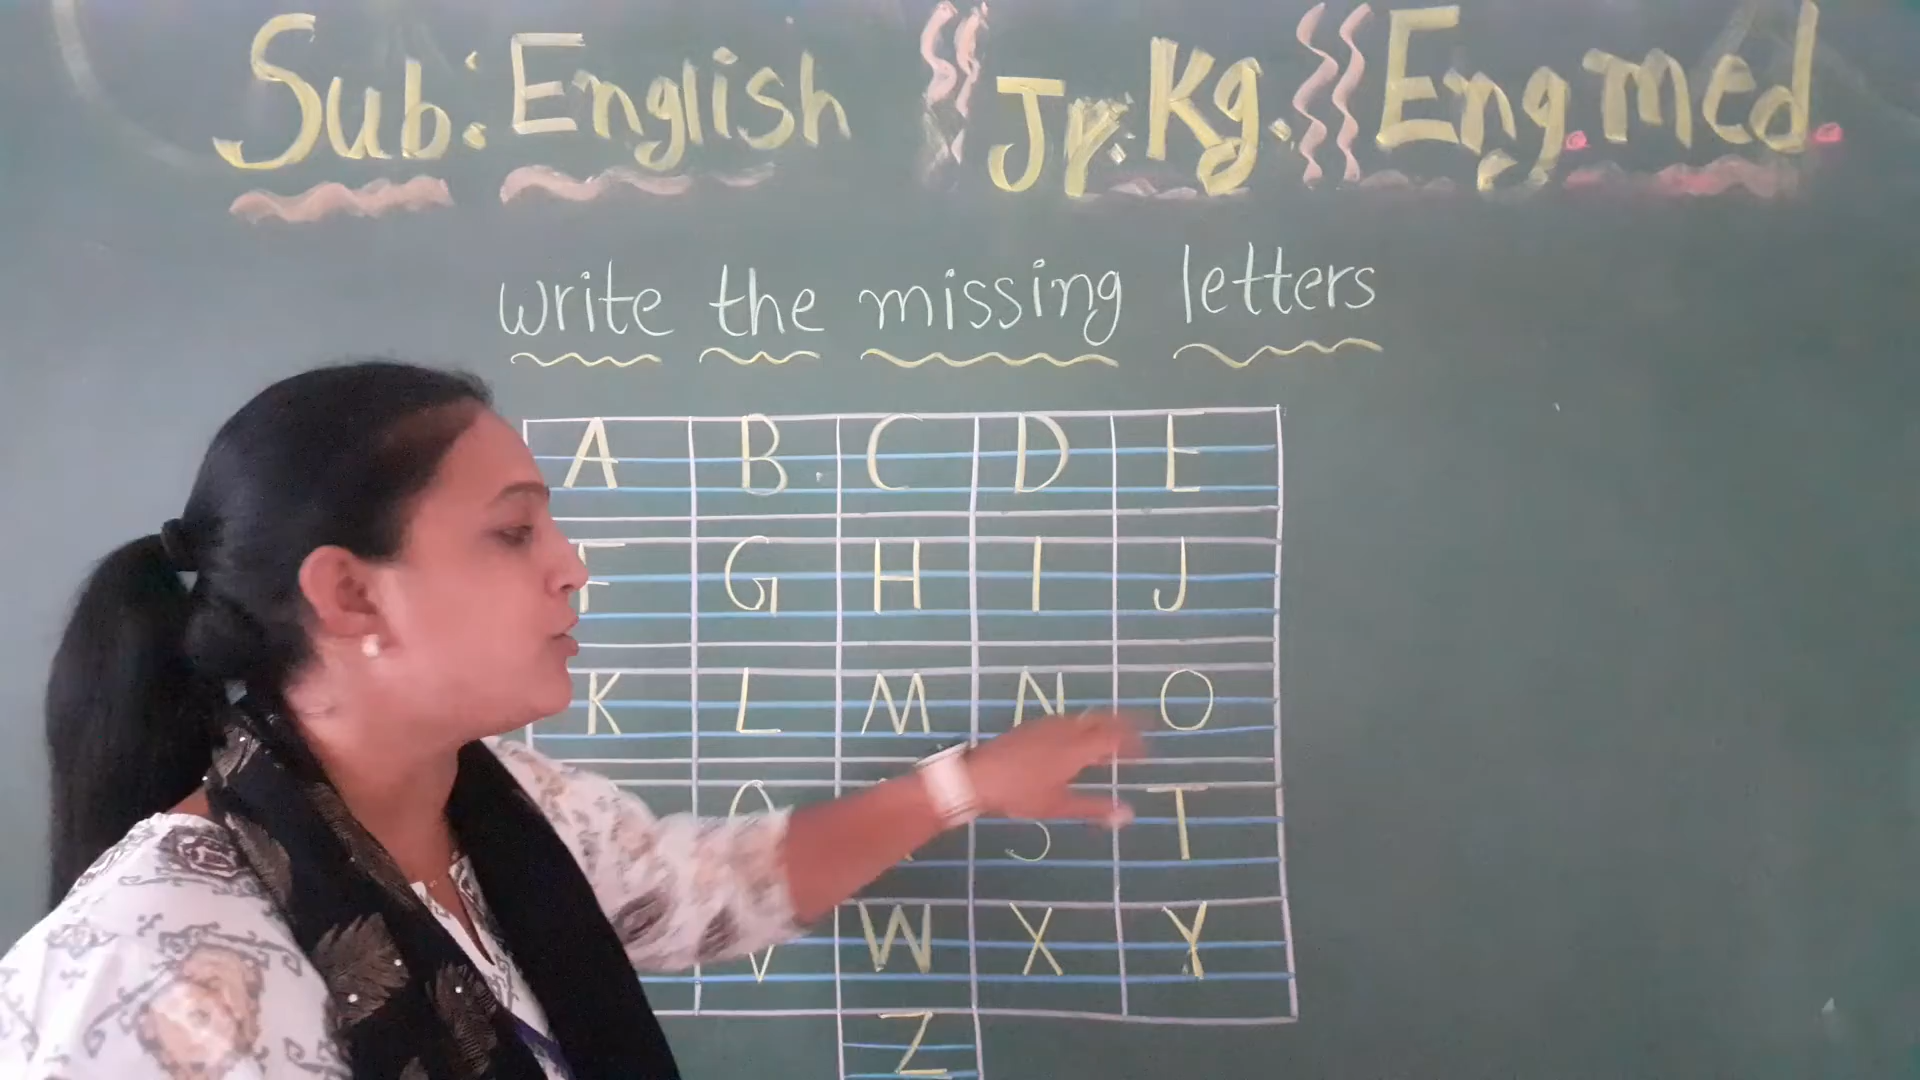 Sub: English Jr. Kg. Eng. med.
write the missing letters
A B C D E
F G H I J
K L M N O
Q R S T
V W X Y
Z